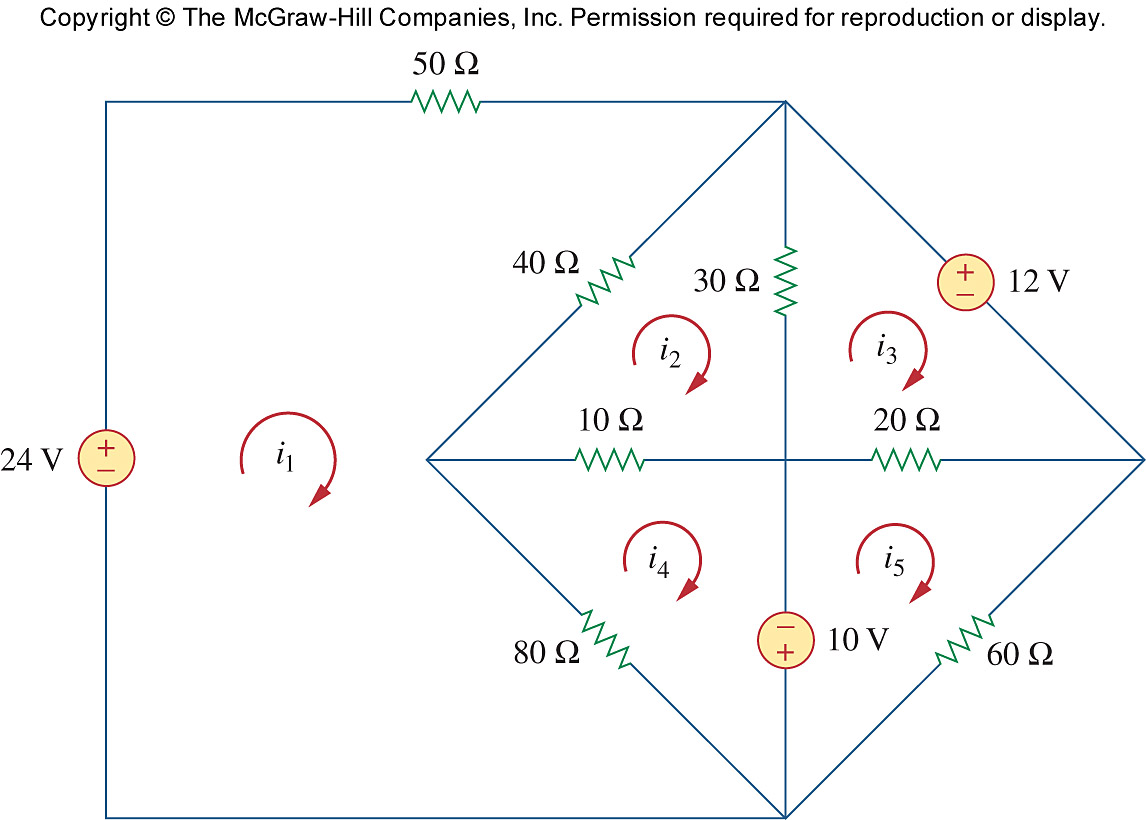 Copyright © The McGraw-Hill Companies, Inc. Permission required for reproduction or display.
50 Ω
40 Ω
30 Ω
+
−
12 V
i2
i3
10 Ω
20 Ω
24 V
+
−
i1
i4
i5
80 Ω
−
+
10 V
60 Ω